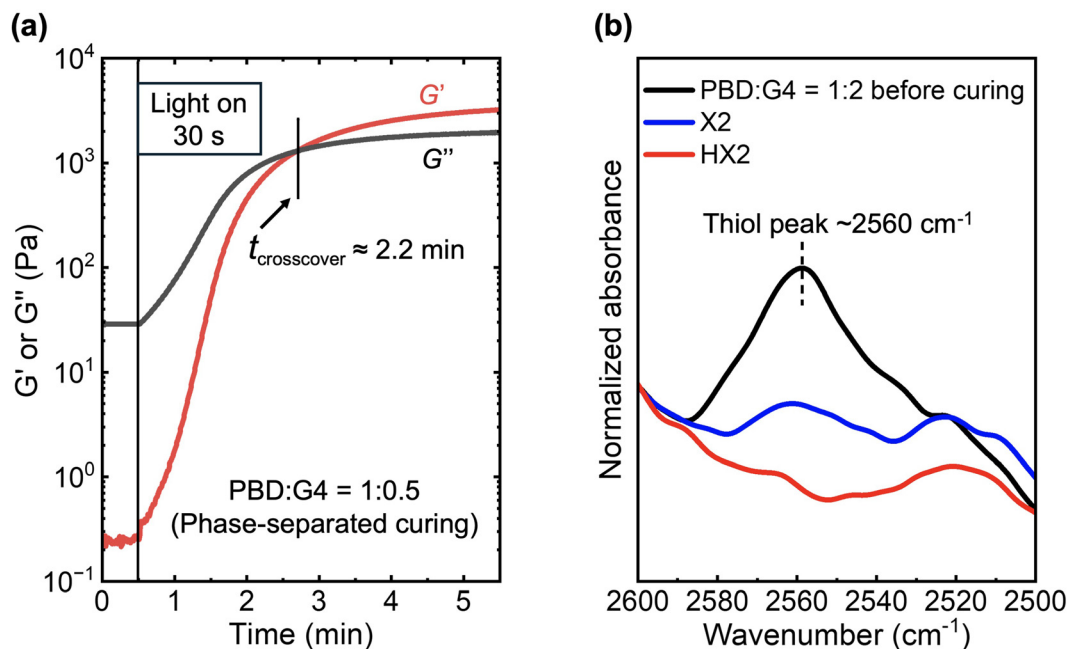 (a)
10⁴
10³
10²
10¹
10⁰
10⁻¹
G' or G'' (Pa)
Light on
30 s
G'
G''
t_crosscover ≈ 2.2 min
PBD:G4 = 1:0.5
(Phase-separated curing)
0 1 2 3 4 5
Time (min)
(b)
Normalized absorbance
PBD:G4 = 1:2 before curing
X2
HX2
Thiol peak ~2560 cm⁻¹
2600 2580 2560 2540 2520 2500
Wavenumber (cm⁻¹)